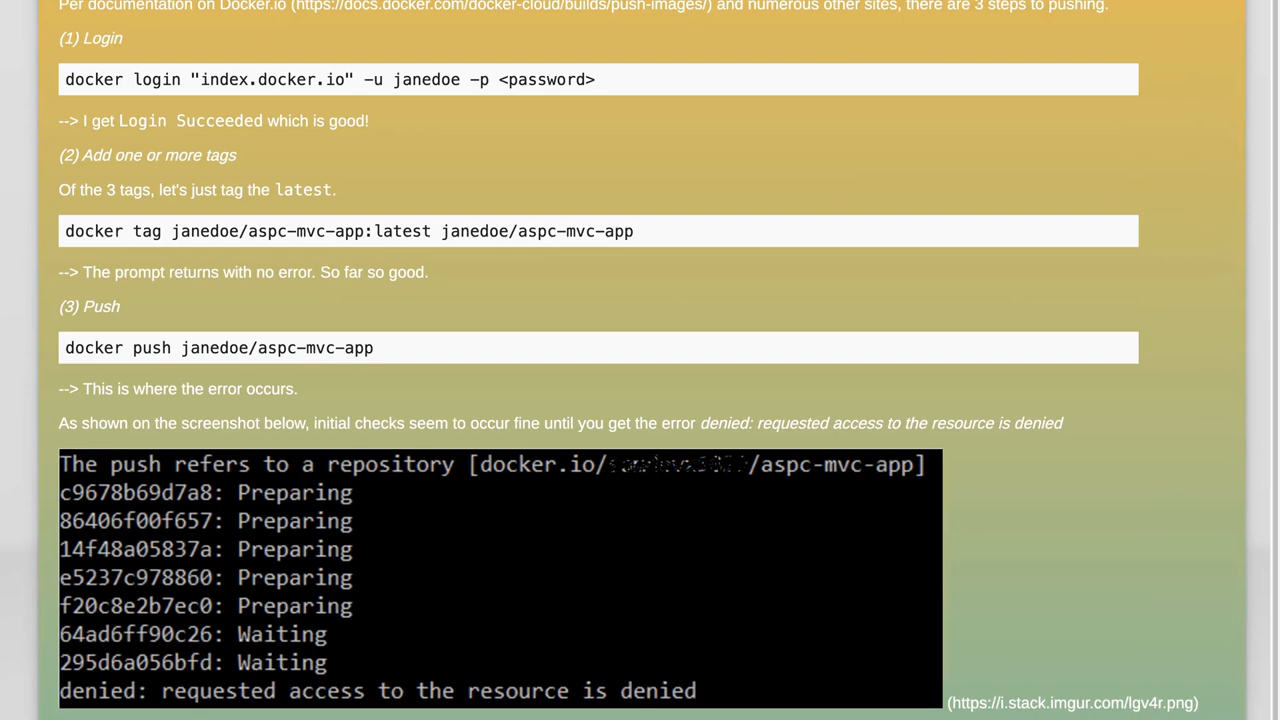 Per documentation on Docker.io (https://docs.docker.com/docker-cloud/builds/push-images/) and numerous other sites, there are 3 steps to pushing.
(1) Login
docker login "index.docker.io" -u janedoe -p <password>
--> I get Login Succeeded which is good!
(2) Add one or more tags
Of the 3 tags, let's just tag the latest.
docker tag janedoe/aspc-mvc-app:latest janedoe/aspc-mvc-app
--> The prompt returns with no error. So far so good.
(3) Push
docker push janedoe/aspc-mvc-app
--> This is where the error occurs.
As shown on the screenshot below, initial checks seem to occur fine until you get the error denied: requested access to the resource is denied
The push refers to a repository [docker.io/ /aspc-mvc-app]
c9678b69d7a8: Preparing
86406f00f657: Preparing
14f48a05837a: Preparing
e5237c978860: Preparing
f20c8e2b7ec0: Preparing
64ad6ff90c26: Waiting
295d6a056bfd: Waiting
denied: requested access to the resource is denied
(https://i.stack.imgur.com/lgv4r.png)